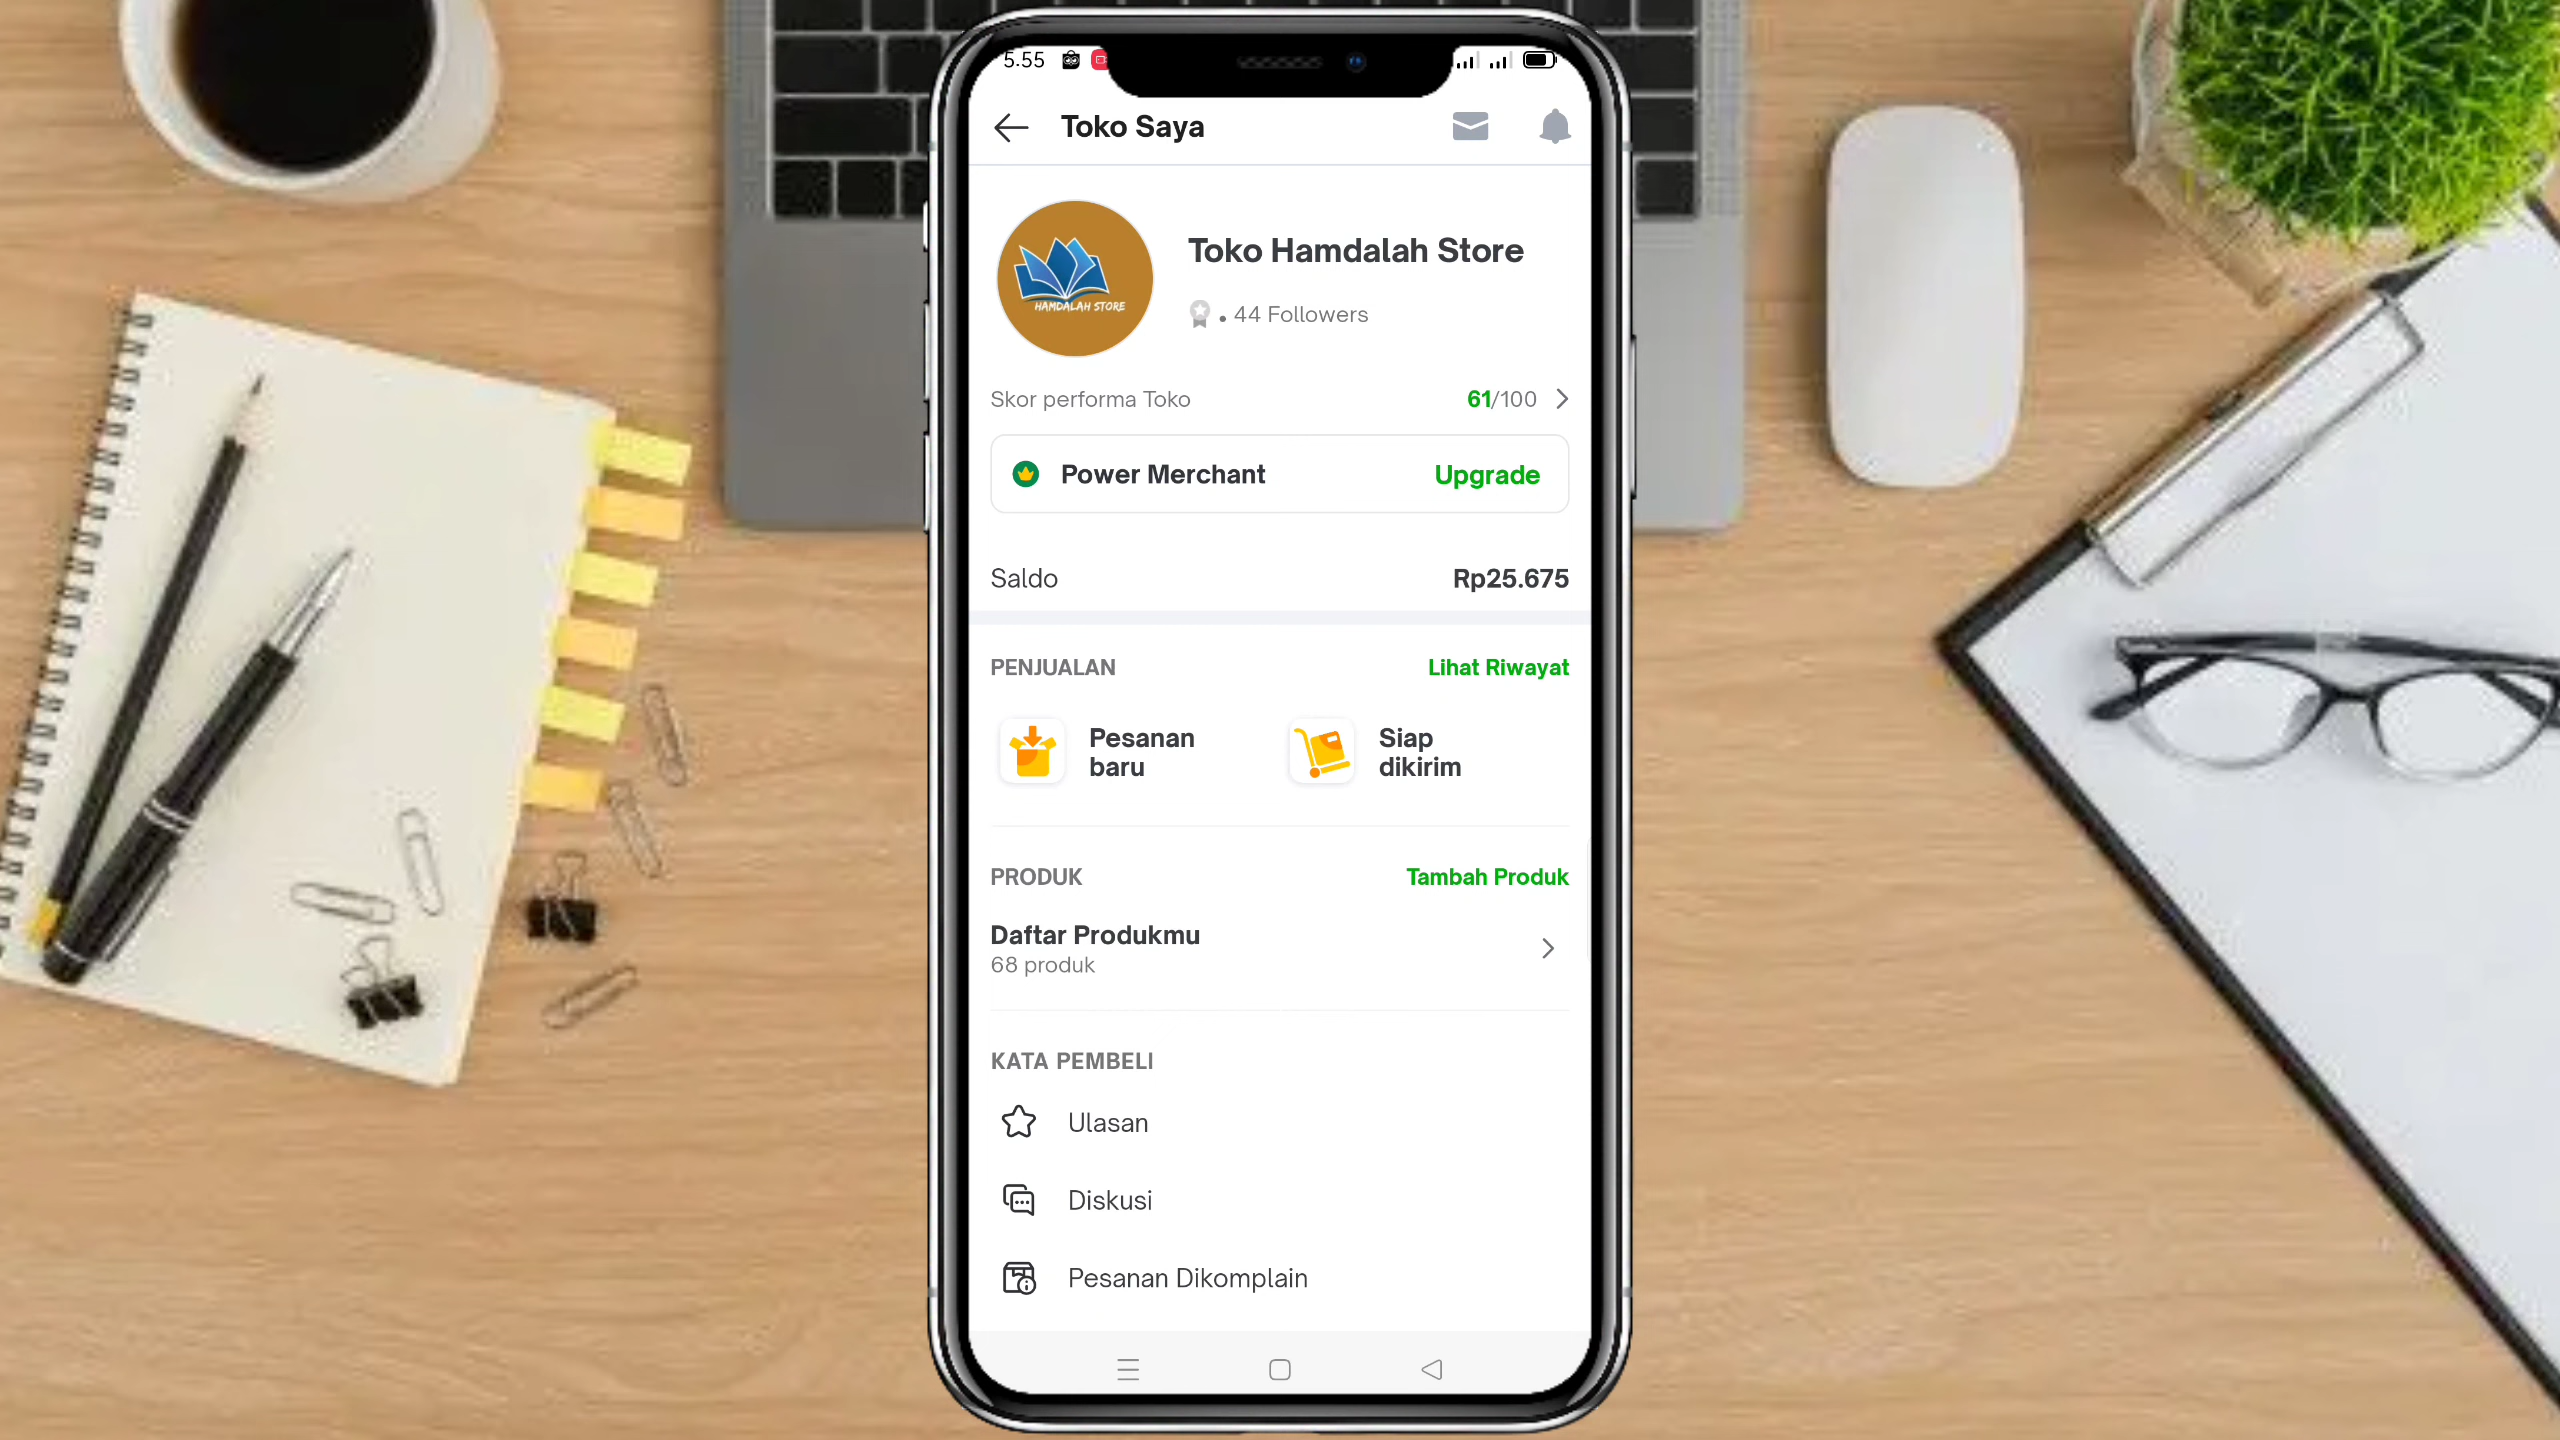 5.55
Toko Saya
HAMDALAH STORE
Toko Hamdalah Store
44 Followers
Skor performa Toko 61/100
Power Merchant Upgrade
Saldo Rp25.675
PENJUALAN Lihat Riwayat
Pesanan
baru
Siap
dikirim
PRODUK Tambah Produk
Daftar Produkmu
68 produk
KATA PEMBELI
Ulasan
Diskusi
Pesanan Dikomplain